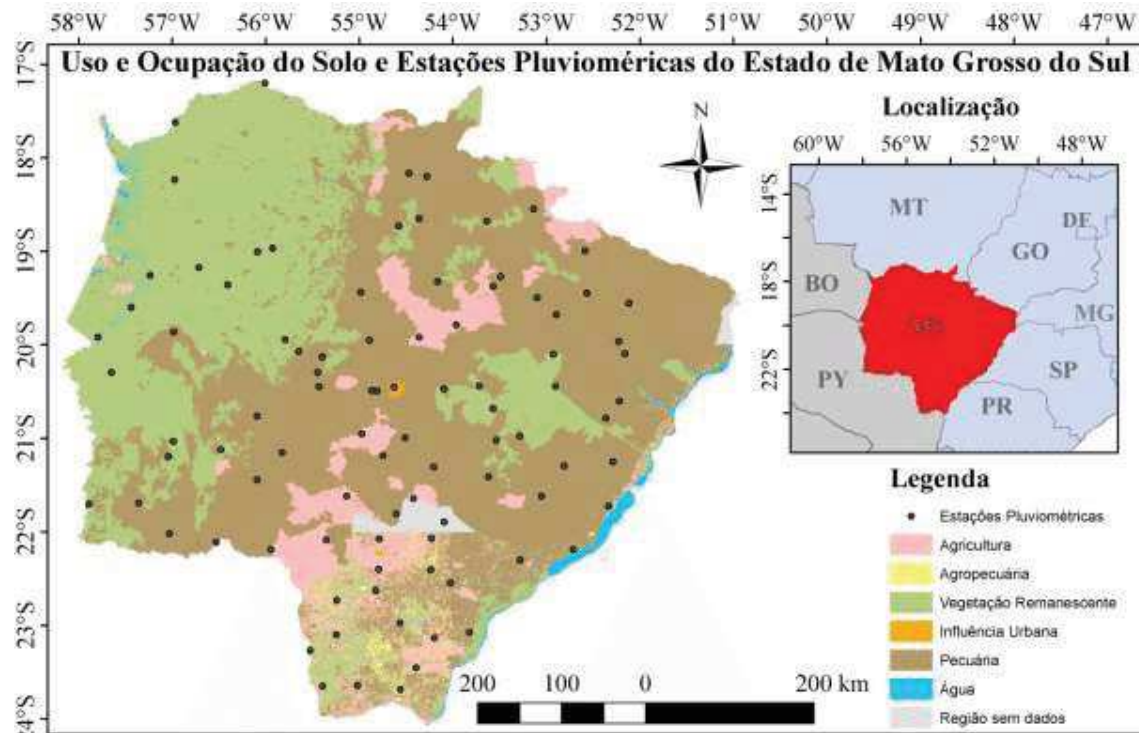 58°W 57°W 56°W 55°W 54°W 53°W 52°W 51°W 50°W 49°W 48°W 47°W
17°S
Uso e Ocupação do Solo e Estações Pluvioméricas do Estado de Mato Grosso do Sul
18°S
19°S
20°S
21°S
22°S
23°S
24°S
N
Localização
60°W 56°W 52°W 48°W
14°S
18°S
22°S
MT
DE
GO
BO
MG
SP
PY
PR
Legenda
Estações Pluviométricas
Agricultura
Agropecuária
Vegetação Remanescente
Influência Urbana
Pecuária
Água
Região sem dados
200 100 0 200 km